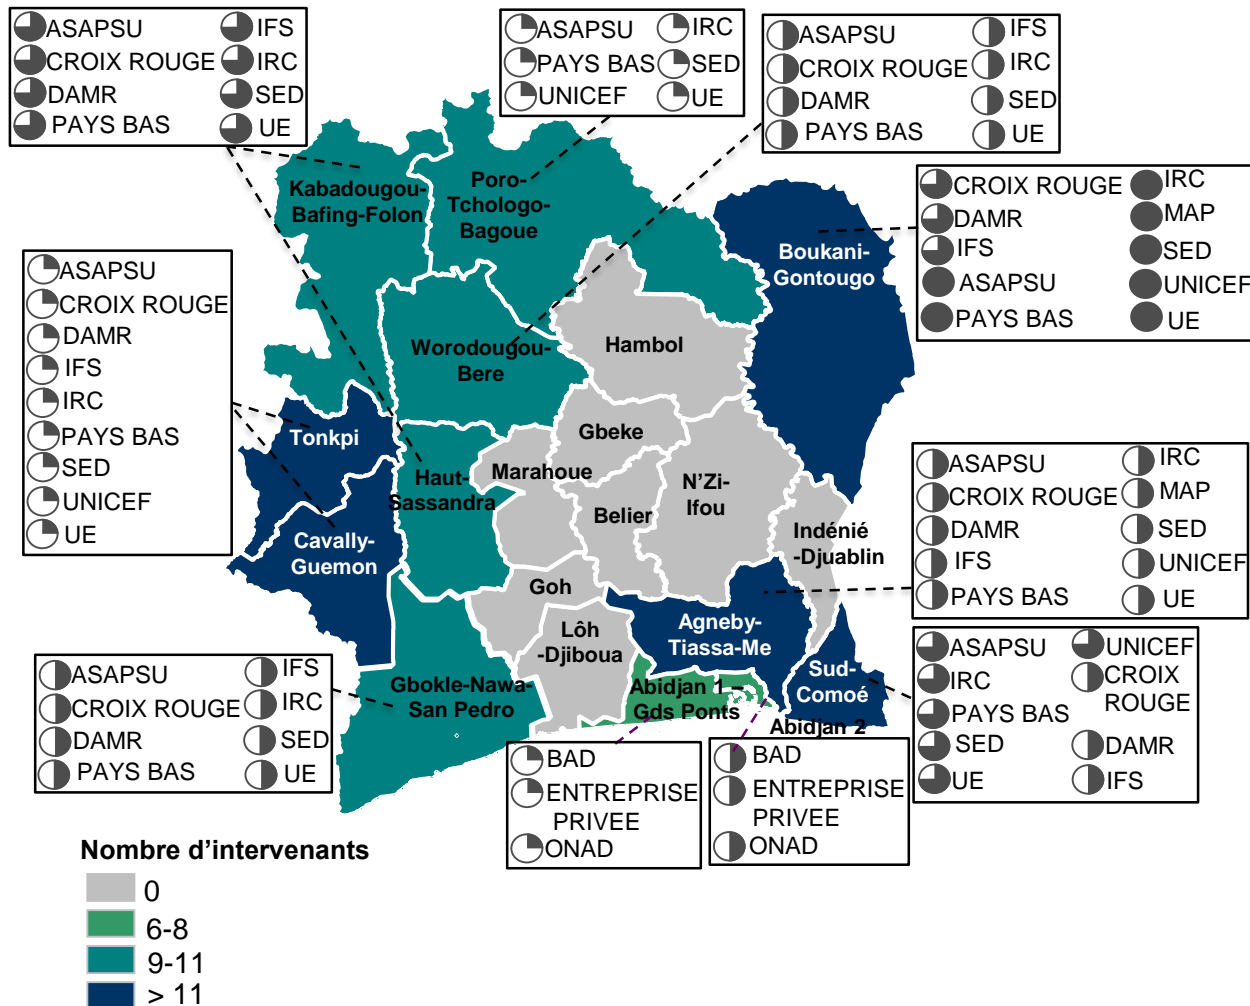 ASAPSU
IFS
CROIX ROUGE
IRC
DAMR
SED
PAYS BAS
UE
ASAPSU
IRC
PAYS BAS
SED
UNICEF
UE
ASAPSU
IFS
CROIX ROUGE
IRC
DAMR
SED
PAYS BAS
UE
CROIX ROUGE
IRC
DAMR
MAP
IFS
SED
ASAPSU
UNICEF
PAYS BAS
UE
Kabadougou-
Bafing-Folon
Poro-
Tchologo-
Bagoue
Boukani-
Gontougo
ASAPSU
CROIX ROUGE
DAMR
IFS
IRC
PAYS BAS
SED
UNICEF
UE
Worodougou-
Bere
Hambol
Tonkpi
Gbeke
Haut-
Sassandra
Marahoue
N'Zi-
Ifou
Belier
Indénié
-Djuablin
Cavally-
Guemon
Goh
Lôh
-Djiboua
Agneby-
Tiassa-Me
Sud-
Comoé
Gbokle-Nawa-
San Pedro
Abidjan 1
Gds Ponts
Abidjan 2
ASAPSU
IRC
CROIX ROUGE
MAP
DAMR
SED
IFS
UNICEF
PAYS BAS
UE
ASAPSU
UNICEF
IRC
CROIX
ROUGE
PAYS BAS
SED
DAMR
UE
IFS
ASAPSU
IFS
CROIX ROUGE
IRC
DAMR
SED
PAYS BAS
UE
BAD
ENTREPRISE
PRIVEE
ONAD
BAD
ENTREPRISE
PRIVEE
ONAD
Nombre d'intervenants
0
6-8
9-11
> 11